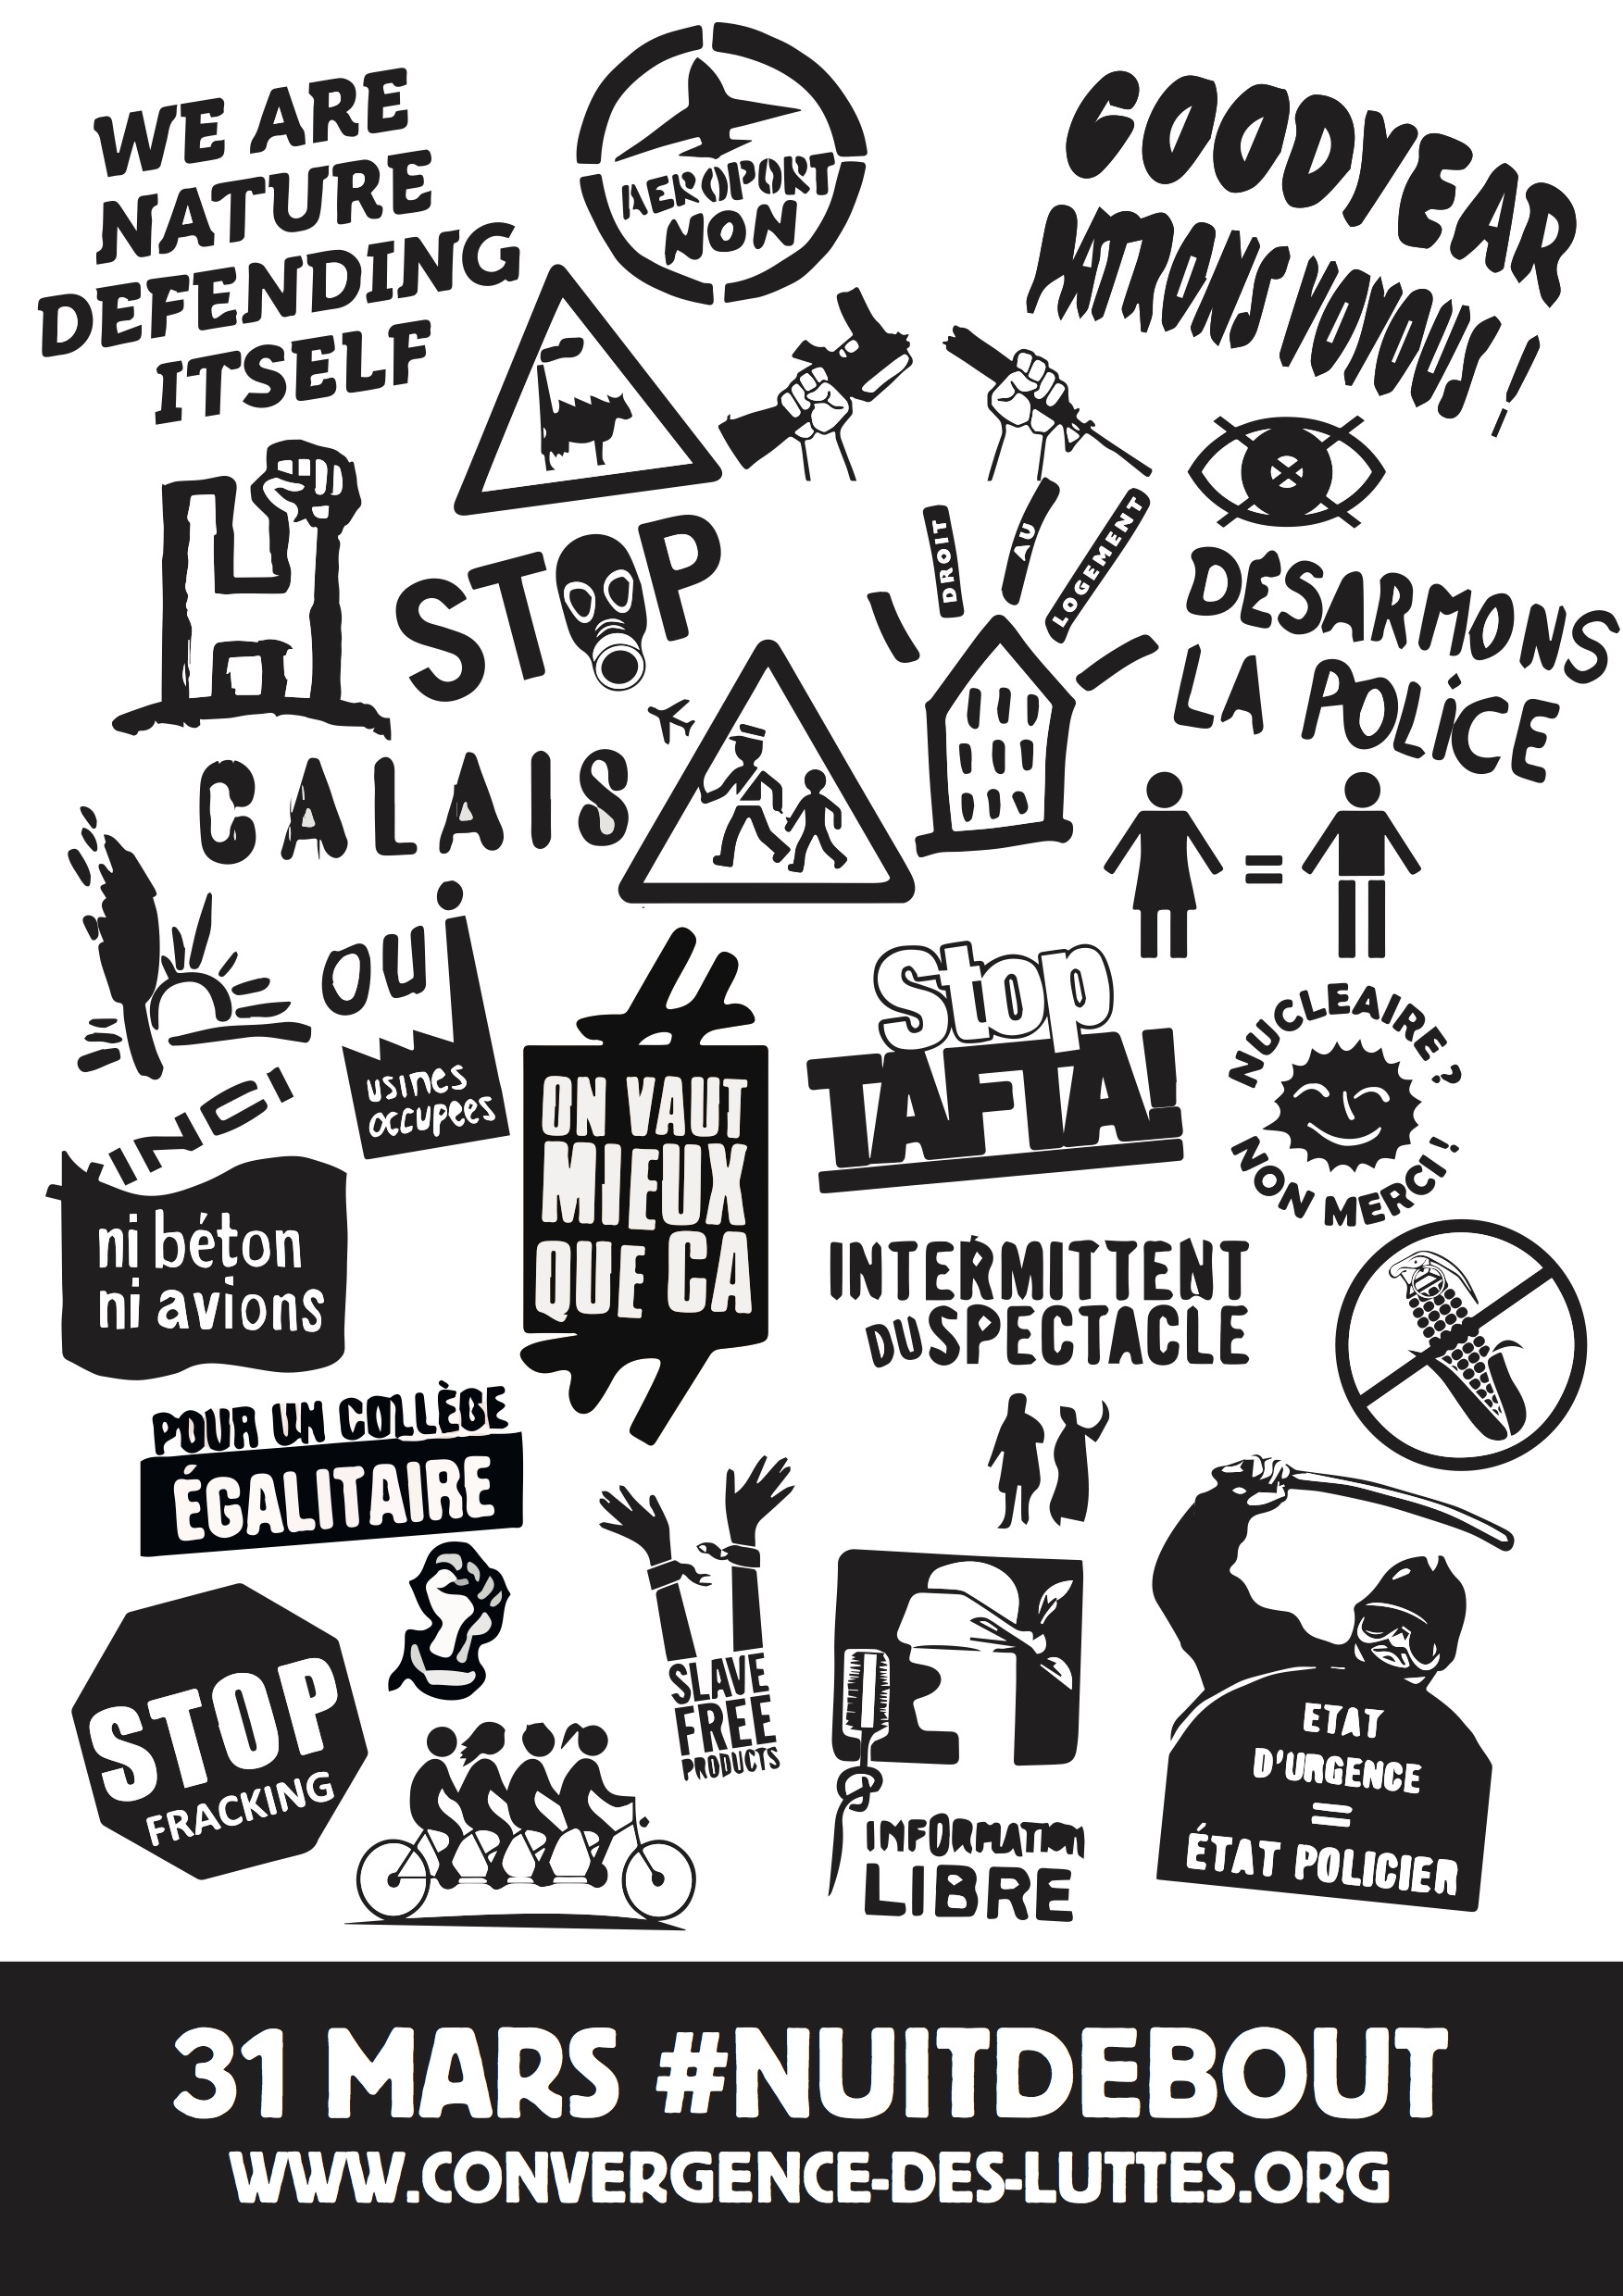 WE ARE
NATURE
DEFENDING
ITSELF
AEROPORT
NON
GOODYEAR
PATRONS VOYOUS !
STOP
DROIT
AU
LOGEMENT
DESARMONS
LA POLICE
CALAIS
=
OUI
usines
occupées
VINCI
ni béton
ni avions
ON VAUT
MIEUX
QUE CA
Stop
TAFTA!
NUCLEAIRE ?
NON MERCI !
INTERMITTENT
DU SPECTACLE
POUR UN COLLÈGE
ÉGALITAIRE
STOP
FRACKING
SLAVE
FREE
PRODUCTS
INFORMATION
LIBRE
ETAT
D'URGENCE
=
ÉTAT POLICIER
31 MARS #NUITDEBOUT
WWW.CONVERGENCE-DES-LUTTES.ORG